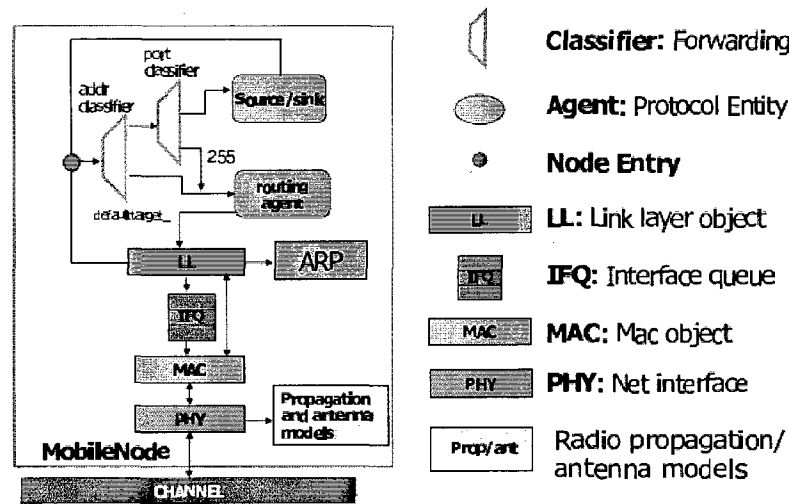 port
classifier
addr
classifier
Source/sink
255
routing
agent
defaulttarget_
LL
ARP
IFQ
MAC
PHY
Propagation
and antenna
models
MobileNode
CHANNEL
Classifier: Forwarding
Agent: Protocol Entity
Node Entry
LL
LL: Link layer object
IFQ
IFQ: Interface queue
MAC
MAC: Mac object
PHY
PHY: Net interface
Prop/ant
Radio propagation/
antenna models